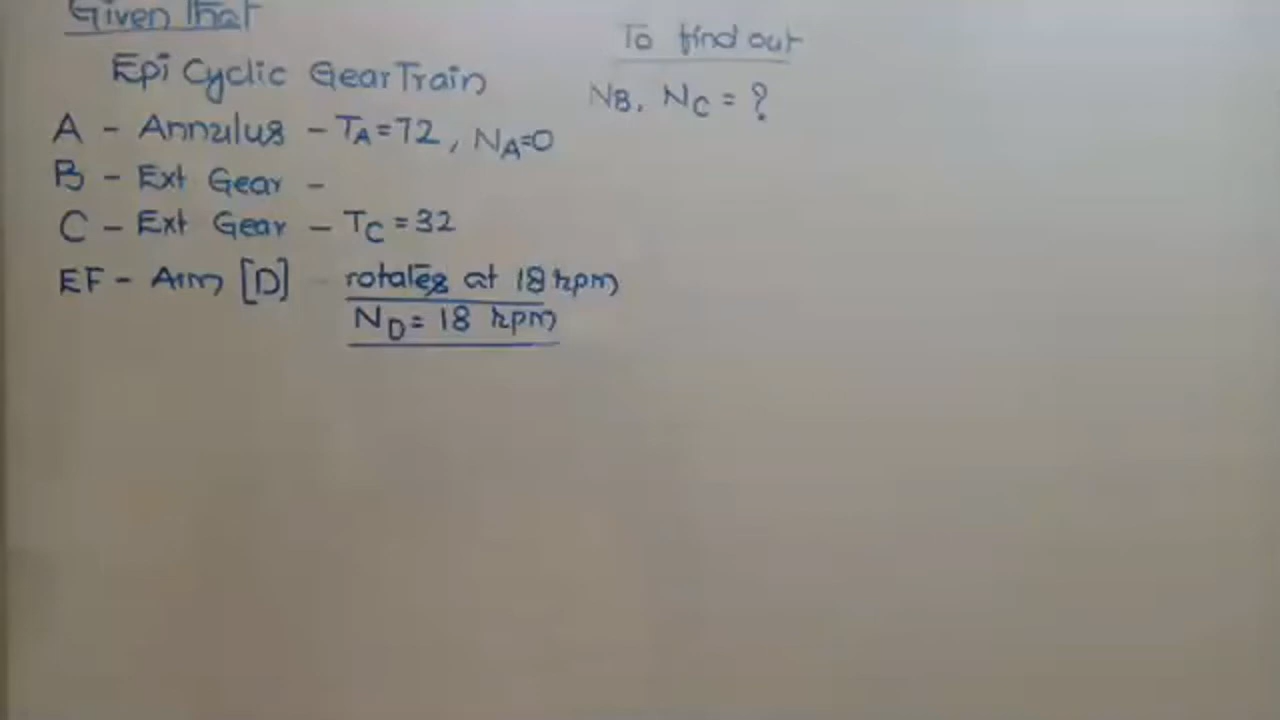 Given that
Epi Cyclic Gear Train
A - Annulus - TA=72, NA=0
B - Ext Gear -
C - Ext Gear - TC=32
EF - Arm [D] - rotates at 18 rpm
ND= 18 rpm
To find out
NB, NC = ?